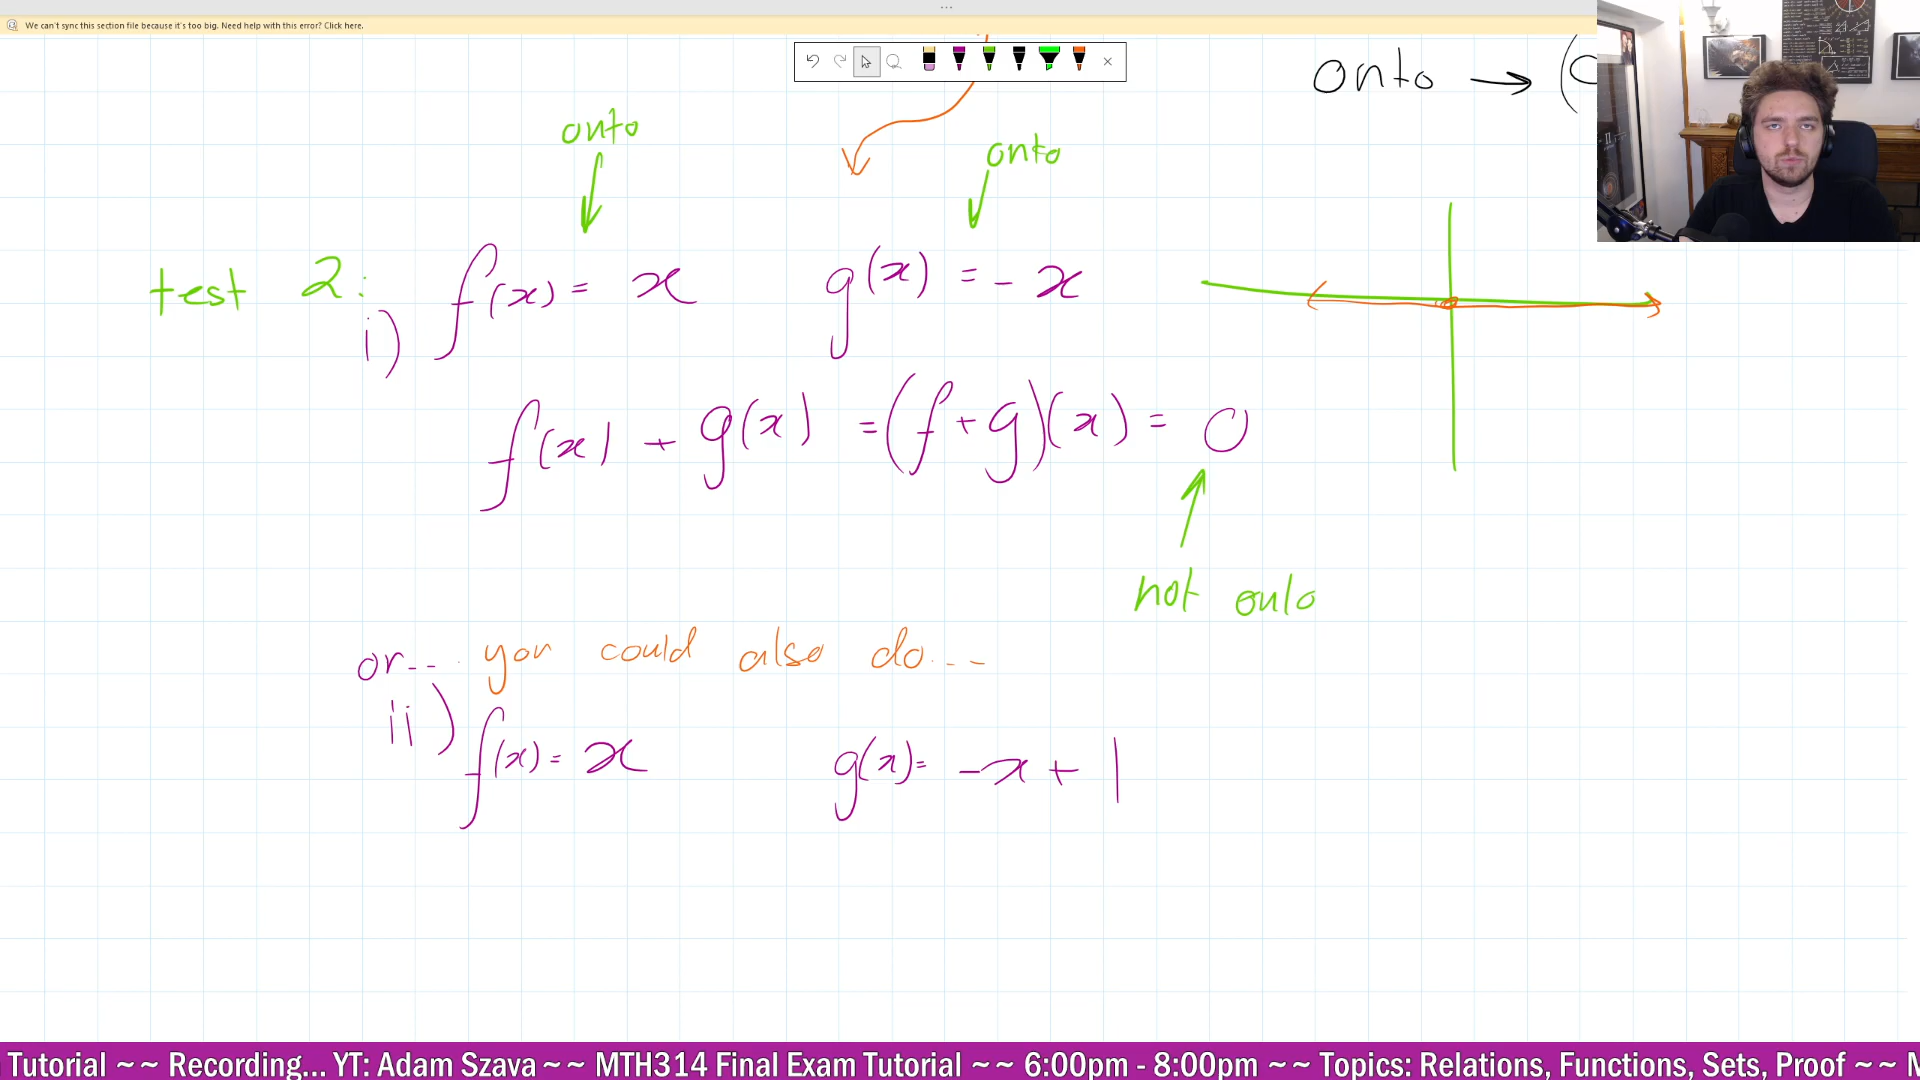 We can't sync this section file because it's too big. Need help with this error? Click here.
onto → (
onto
onto
test 2:
i) f(x) = x g(x) = -x
f(x) + g(x) = (f+g)(x) = 0
not onto
or... you could also do...
ii) f(x) = x g(x) = -x + 1
Tutorial ~~ Recording... YT: Adam Szava ~~ MTH314 Final Exam Tutorial ~~ 6:00pm - 8:00pm ~~ Topics: Relations, Functions, Sets, Proof ~~ M